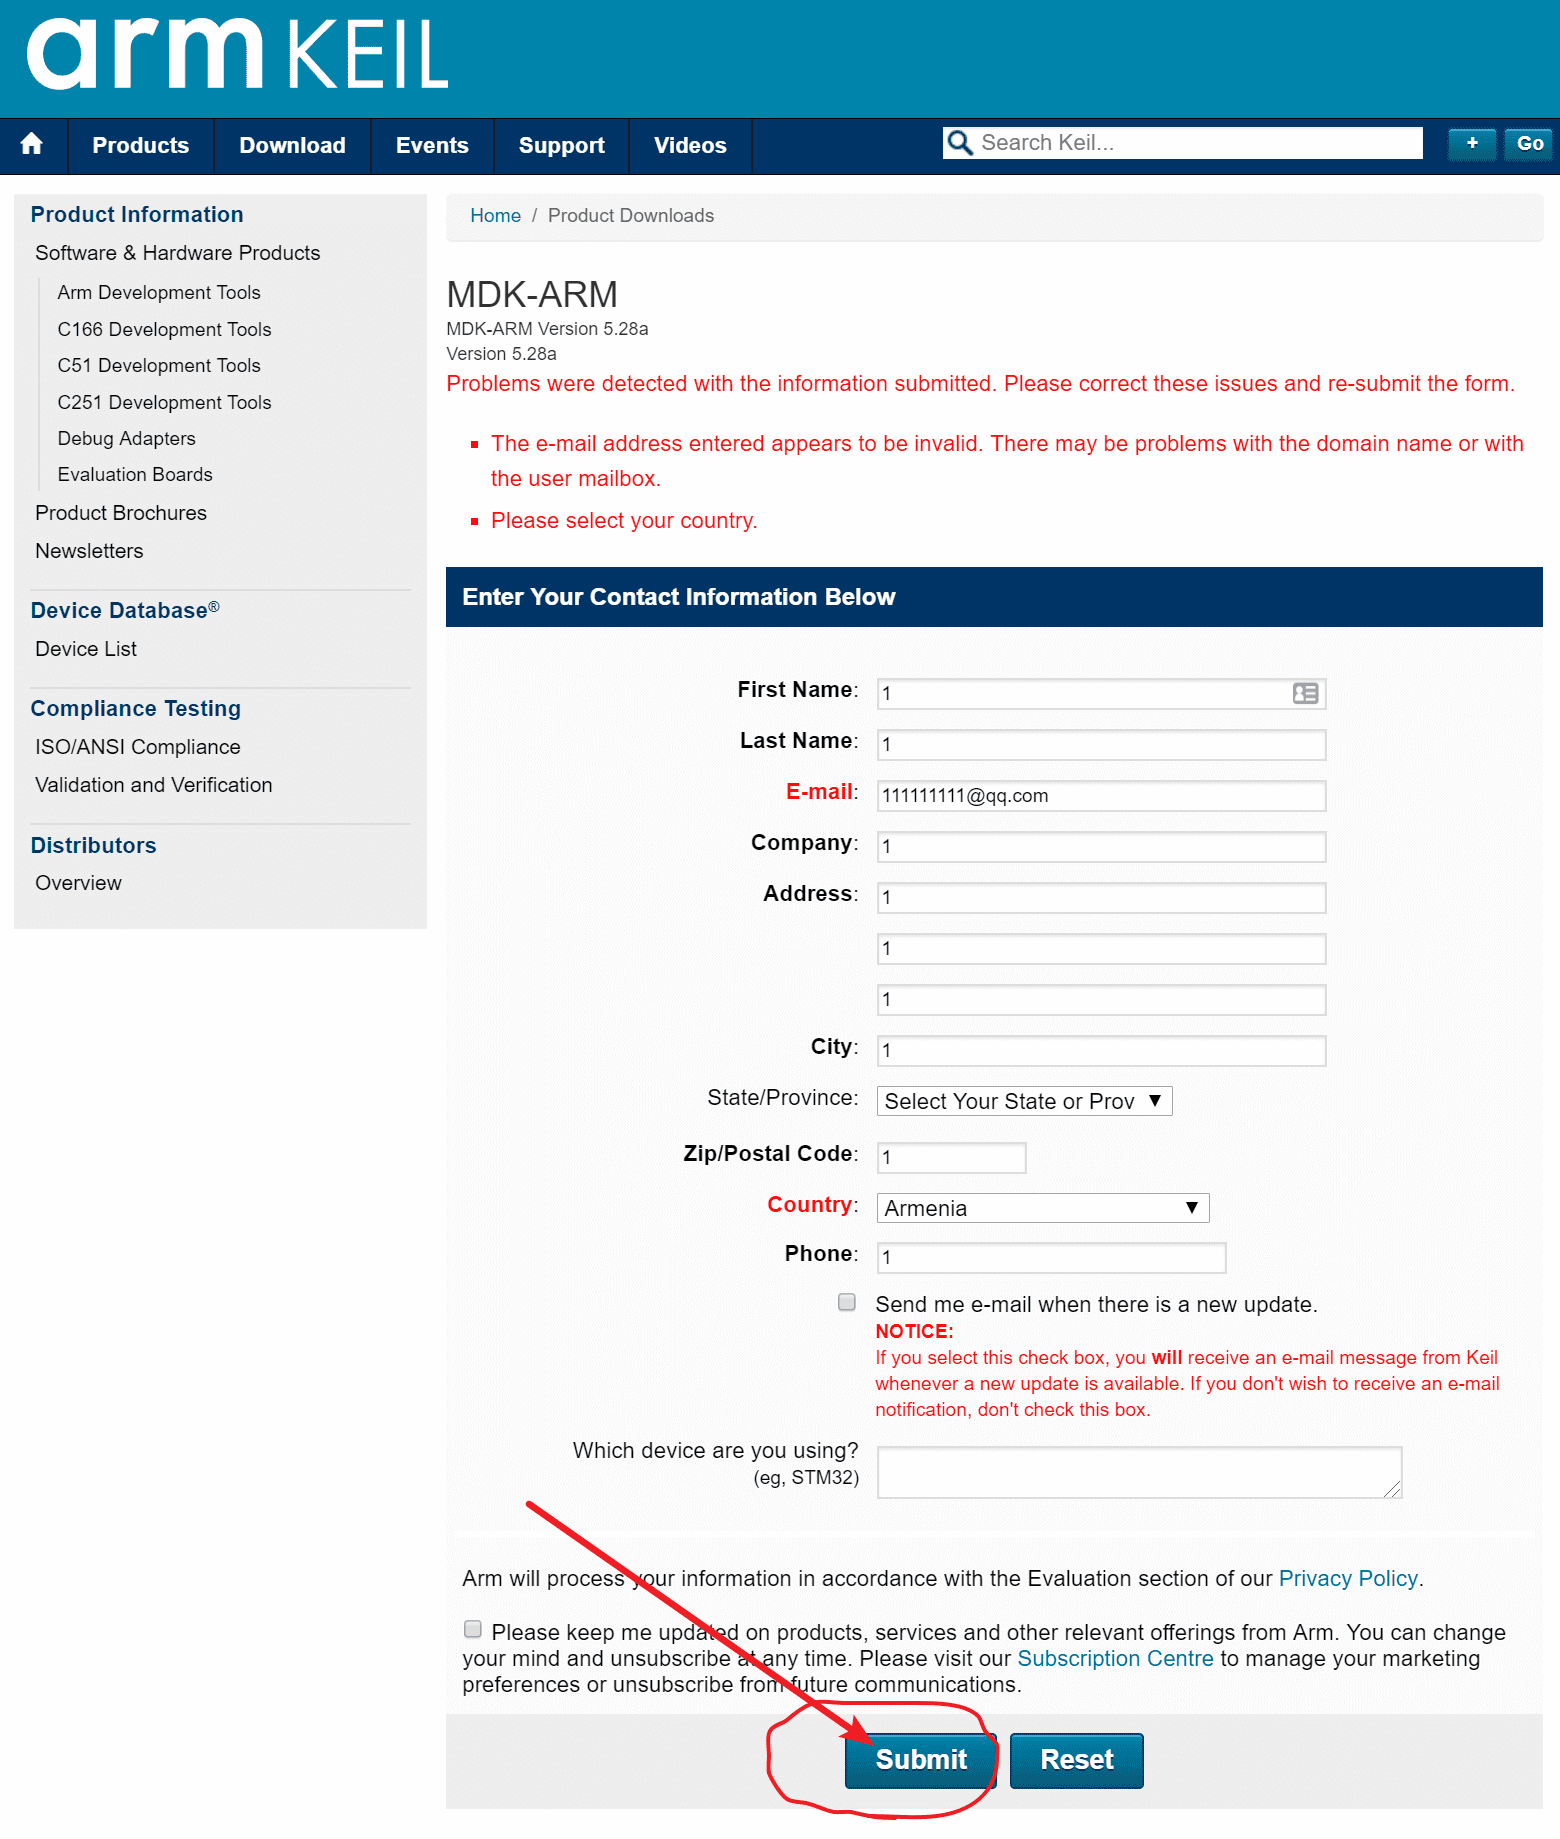 arm KEIL
Products Download Events Support Videos Search Keil... + Go
Product Information
Software & Hardware Products
Arm Development Tools
C166 Development Tools
C51 Development Tools
C251 Development Tools
Debug Adapters
Evaluation Boards
Product Brochures
Newsletters
Device Database®
Device List
Compliance Testing
ISO/ANSI Compliance
Validation and Verification
Distributors
Overview
Home / Product Downloads
MDK-ARM
MDK-ARM Version 5.28a
Version 5.28a
Problems were detected with the information submitted. Please correct these issues and re-submit the form.
The e-mail address entered appears to be invalid. There may be problems with the domain name or with
the user mailbox.
Please select your country.
Enter Your Contact Information Below
First Name: 1
Last Name: 1
E-mail: 111111111@qq.com
Company: 1
Address: 1
1
1
City: 1
State/Province: Select Your State or Prov
Zip/Postal Code: 1
Country: Armenia
Phone: 1
Send me e-mail when there is a new update.
NOTICE:
If you select this check box, you will receive an e-mail message from Keil
whenever a new update is available. If you don't wish to receive an e-mail
notification, don't check this box.
Which device are you using?
(eg, STM32)
Arm will process your information in accordance with the Evaluation section of our Privacy Policy.
Please keep me updated on products, services and other relevant offerings from Arm. You can change
your mind and unsubscribe at any time. Please visit our Subscription Centre to manage your marketing
preferences or unsubscribe from future communications.
Submit Reset